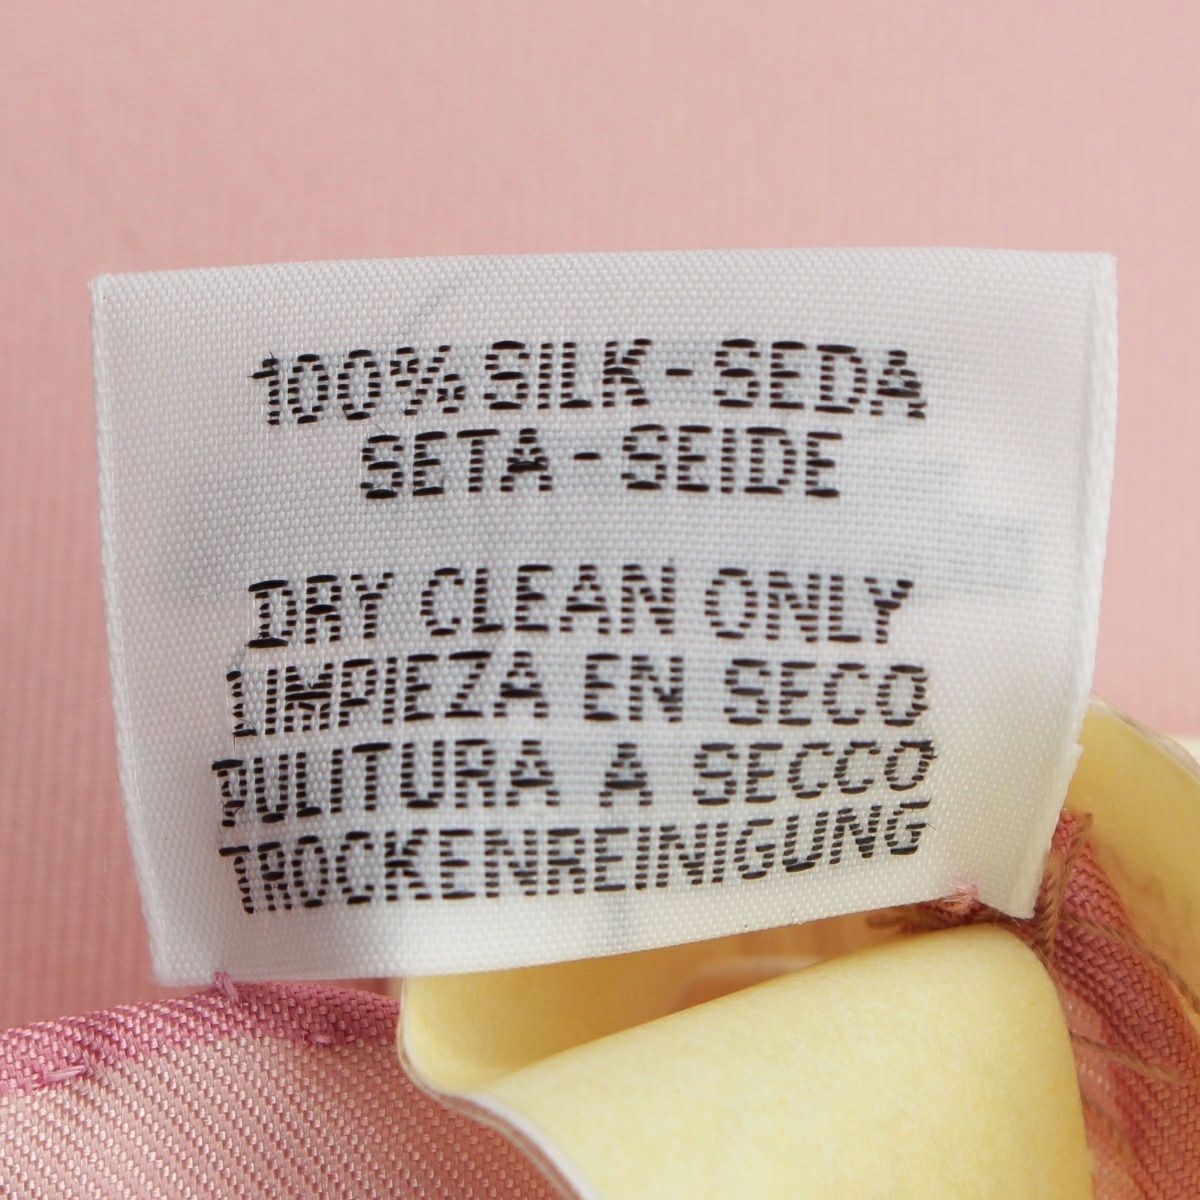 100% SILK - SEDA
SETA - SEIDE
DRY CLEAN ONLY
LIMPIEZA EN SECO
PULITURA A SECCO
TROCKENREINIGUNG